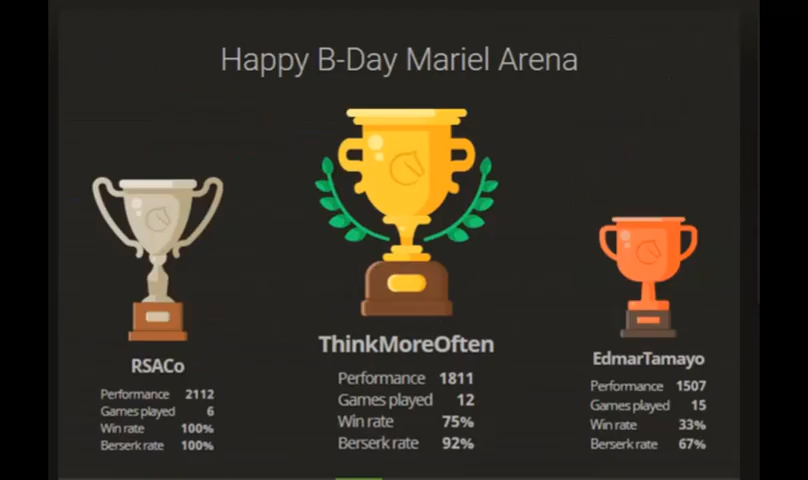 Happy B-Day Mariel Arena
RSACo
Performance 2112
Games played 6
Win rate 100%
Berserk rate 100%
ThinkMoreOften
Performance 1811
Games played 12
Win rate 75%
Berserk rate 92%
EdmarTamayo
Performance 1507
Games played 15
Win rate 33%
Berserk rate 67%